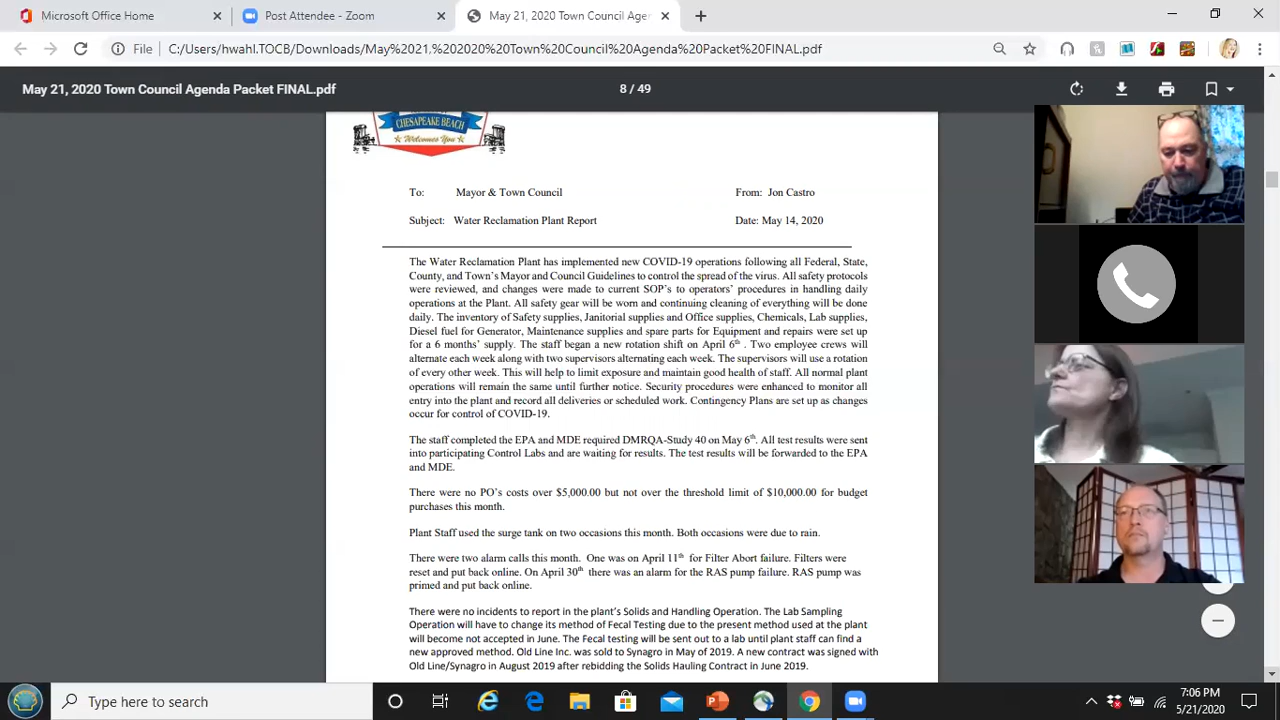 Microsoft Office Home
Post Attendee - Zoom
May 21, 2020 Town Council Agen
File
C:/Users/hwahl.TOCB/Downloads/May%2021,%202020%20Town%20Council%20Agenda%20Packet%20FINAL.pdf
May 21, 2020 Town Council Agenda Packet FINAL.pdf
8 / 49
CHESAPEAKE BEACH
Welcomes You
To: Mayor & Town Council From: Jon Castro
Subject: Water Reclamation Plant Report Date: May 14, 2020
The Water Reclamation Plant has implemented new COVID-19 operations following all Federal, State,
County, and Town's Mayor and Council Guidelines to control the spread of the virus. All safety protocols
were reviewed, and changes were made to current SOP's to operators' procedures in handling daily
operations at the Plant. All safety gear will be worn and continuing cleaning of everything will be done
daily. The inventory of Safety supplies, Janitorial supplies and Office supplies, Chemicals, Lab supplies,
Diesel fuel for Generator, Maintenance supplies and spare parts for Equipment and repairs were set up
for a 6 months' supply. The staff began a new rotation shift on April 6th . Two employee crews will
alternate each week along with two supervisors alternating each week. The supervisors will use a rotation
of every other week. This will help to limit exposure and maintain good health of staff. All normal plant
operations will remain the same until further notice. Security procedures were enhanced to monitor all
entry into the plant and record all deliveries or scheduled work. Contingency Plans are set up as changes
occur for control of COVID-19.
The staff completed the EPA and MDE required DMRQA-Study 40 on May 6th. All test results were sent
into participating Control Labs and are waiting for results. The test results will be forwarded to the EPA
and MDE.
There were no PO's costs over $5,000.00 but not over the threshold limit of $10,000.00 for budget
purchases this month.
Plant Staff used the surge tank on two occasions this month. Both occasions were due to rain.
There were two alarm calls this month. One was on April 11th for Filter Abort failure. Filters were
reset and put back online. On April 30th there was an alarm for the RAS pump failure. RAS pump was
primed and put back online.
There were no incidents to report in the plant's Solids and Handling Operation. The Lab Sampling
Operation will have to change its method of Fecal Testing due to the present method used at the plant
will become not accepted in June. The Fecal testing will be sent out to a lab until plant staff can find a
new approved method. Old Line Inc. was sold to Synagro in May of 2019. A new contract was signed with
Old Line/Synagro in August 2019 after rebidding the Solids Hauling Contract in June 2019.
Type here to search
7:06 PM
5/21/2020